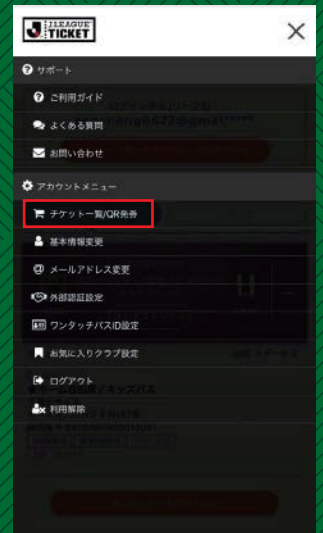 J.LEAGUE
TICKET
サポート
ご利用ガイド
よくある質問
お問い合わせ
アカウントメニュー
チケット一覧/QR発券
基本情報変更
メールアドレス変更
外部認証設定
ワンタッチパスID設定
お気に入りクラブ設定
ログアウト
利用解除